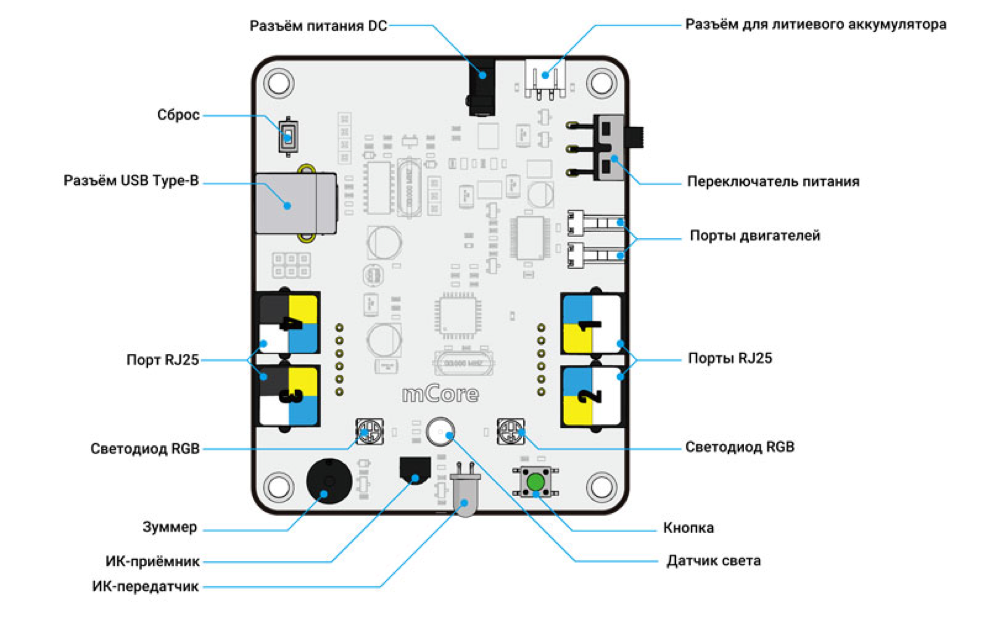 Разъём питания DC
Разъём для литиевого аккумулятора
Сброс
Разъём USB Type-B
Переключатель питания
Порты двигателей
4
1
Порт RJ25
Порты RJ25
3
2
mCore
Светодиод RGB
Светодиод RGB
Зуммер
Кнопка
ИК-приёмник
Датчик света
ИК-передатчик